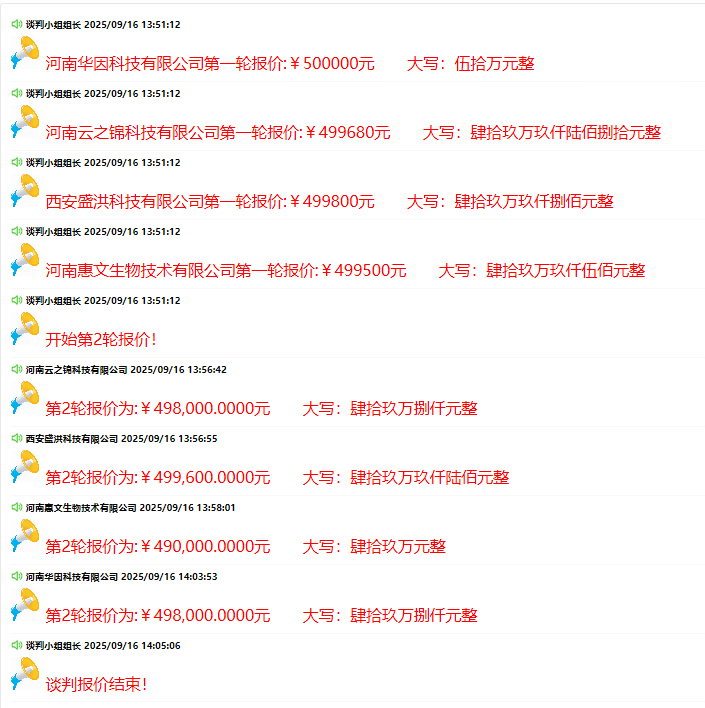 谈判小组组长 2025/09/16 13:51:12
河南华因科技有限公司第一轮报价:￥500000元 大写：伍拾万元整
谈判小组组长 2025/09/16 13:51:12
河南云之锦科技有限公司第一轮报价:￥499680元 大写：肆拾玖万玖仟陆佰捌拾元整
谈判小组组长 2025/09/16 13:51:12
西安盛洪科技有限公司第一轮报价:￥499800元 大写：肆拾玖万玖仟捌佰元整
谈判小组组长 2025/09/16 13:51:12
河南惠文生物技术有限公司第一轮报价:￥499500元 大写：肆拾玖万玖仟伍佰元整
谈判小组组长 2025/09/16 13:51:12
开始第2轮报价！
河南云之锦科技有限公司 2025/09/16 13:56:42
第2轮报价为:￥498,000.0000元 大写：肆拾玖万捌仟元整
西安盛洪科技有限公司 2025/09/16 13:56:55
第2轮报价为:￥499,600.0000元 大写：肆拾玖万玖仟陆佰元整
河南惠文生物技术有限公司 2025/09/16 13:58:01
第2轮报价为:￥490,000.0000元 大写：肆拾玖万元整
河南华因科技有限公司 2025/09/16 14:03:53
第2轮报价为:￥498,000.0000元 大写：肆拾玖万捌仟元整
谈判小组组长 2025/09/16 14:05:06
谈判报价结束！